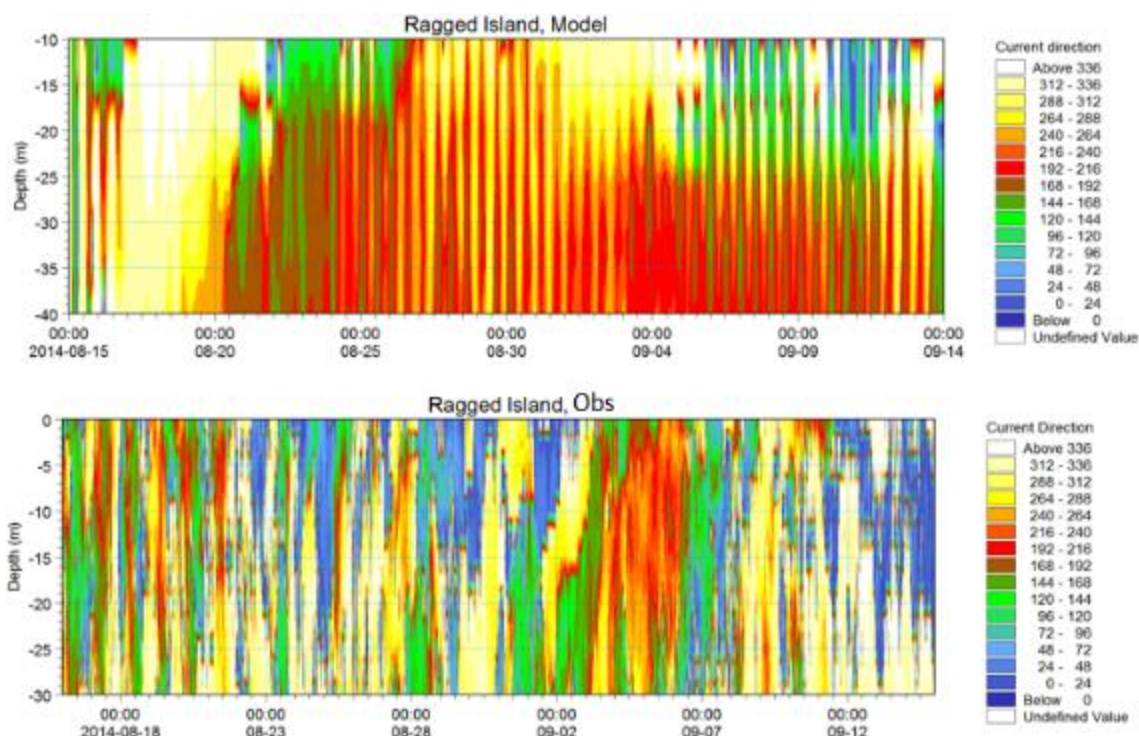 Ragged Island, Model
-10
-15
-20
-25
-30
-35
-40
Depth (m)
00:00 00:00 00:00 00:00 00:00 00:00 00:00
2014-08-15 08-20 08-25 08-30 09-04 09-09 09-14
Current direction
Above 336
312 - 336
288 - 312
264 - 288
240 - 264
216 - 240
192 - 216
168 - 192
144 - 168
120 - 144
96 - 120
72 - 96
48 - 72
24 - 48
0 - 24
Below 0
Undefined Value
Ragged Island, Obs
0
-5
-10
-15
-20
-25
-30
Depth (m)
00:00 00:00 00:00 00:00 00:00 00:00
2014-08-18 08-23 08-28 09-02 09-07 09-12
Current Direction
Above 336
312 - 336
288 - 312
264 - 288
240 - 264
216 - 240
192 - 216
168 - 192
144 - 168
120 - 144
96 - 120
72 - 96
48 - 72
24 - 48
0 - 24
Below 0
Undefined Value